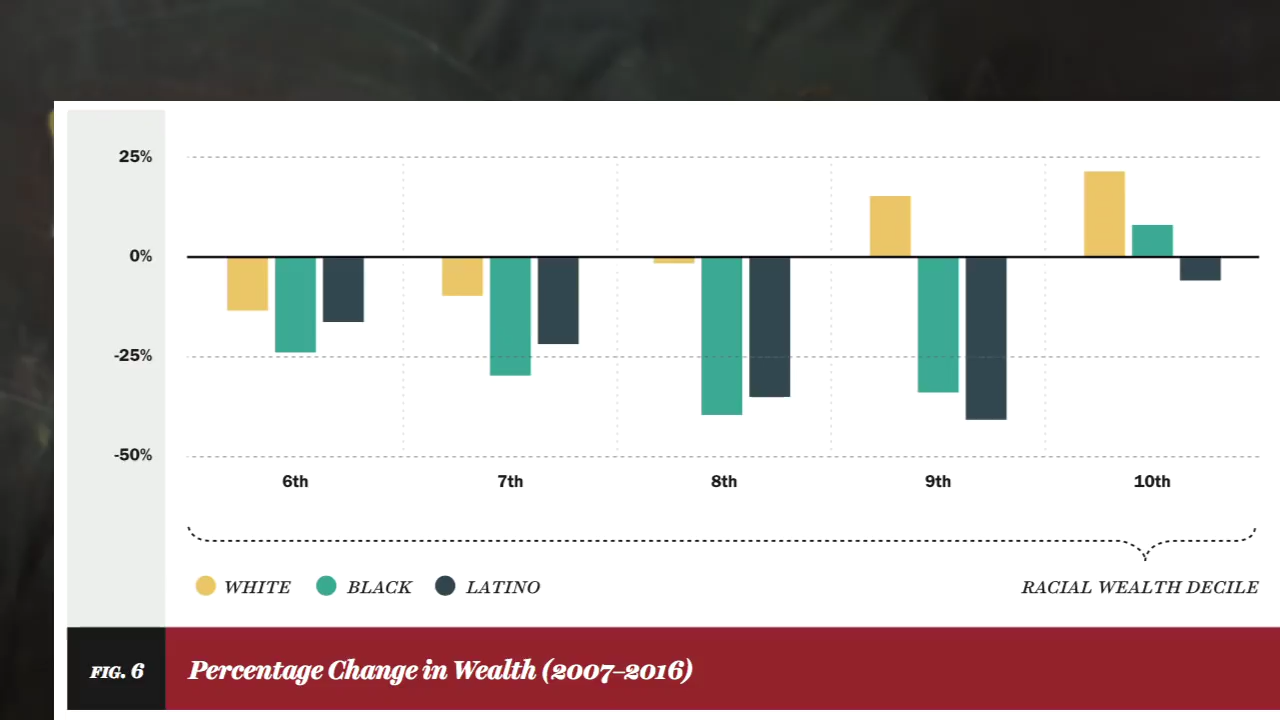 25%
0%
-25%
-50%
6th 7th 8th 9th 10th
WHITE BLACK LATINO RACIAL WEALTH DECILE
FIG. 6 Percentage Change in Wealth (2007–2016)